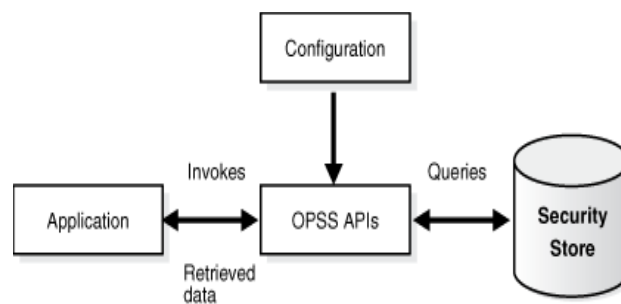 Configuration
Invokes
Queries
Application
OPSS APIs
Security
Store
Retrieved
data